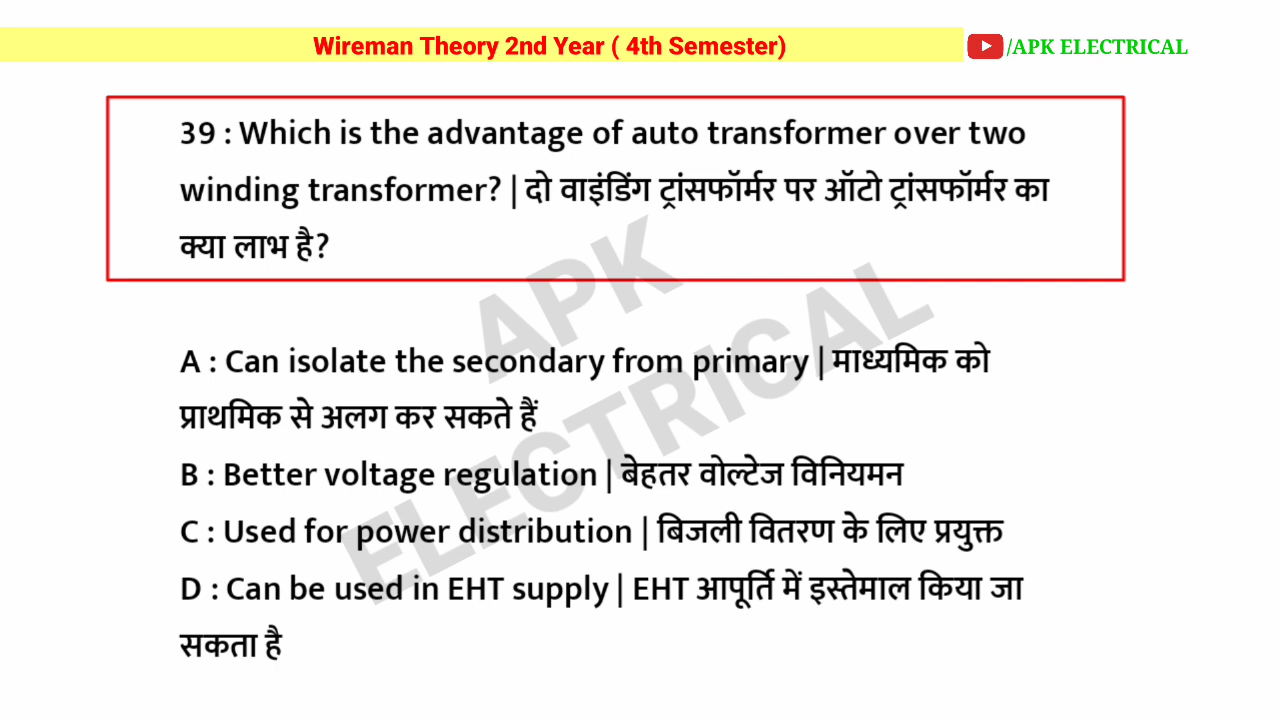 Wireman Theory 2nd Year ( 4th Semester)
/APK ELECTRICAL
39 : Which is the advantage of auto transformer over two
winding transformer? | दो वाइंडिंग ट्रांसफॉर्मर पर ऑटो ट्रांसफॉर्मर का
क्या लाभ है?
APK
ELECTRICAL
A : Can isolate the secondary from primary | माध्यमिक को
प्राथमिक से अलग कर सकते हैं
B : Better voltage regulation | बेहतर वोल्टेज विनियमन
C : Used for power distribution | बिजली वितरण के लिए प्रयुक्त
D : Can be used in EHT supply | EHT आपूर्ति में इस्तेमाल किया जा
सकता है